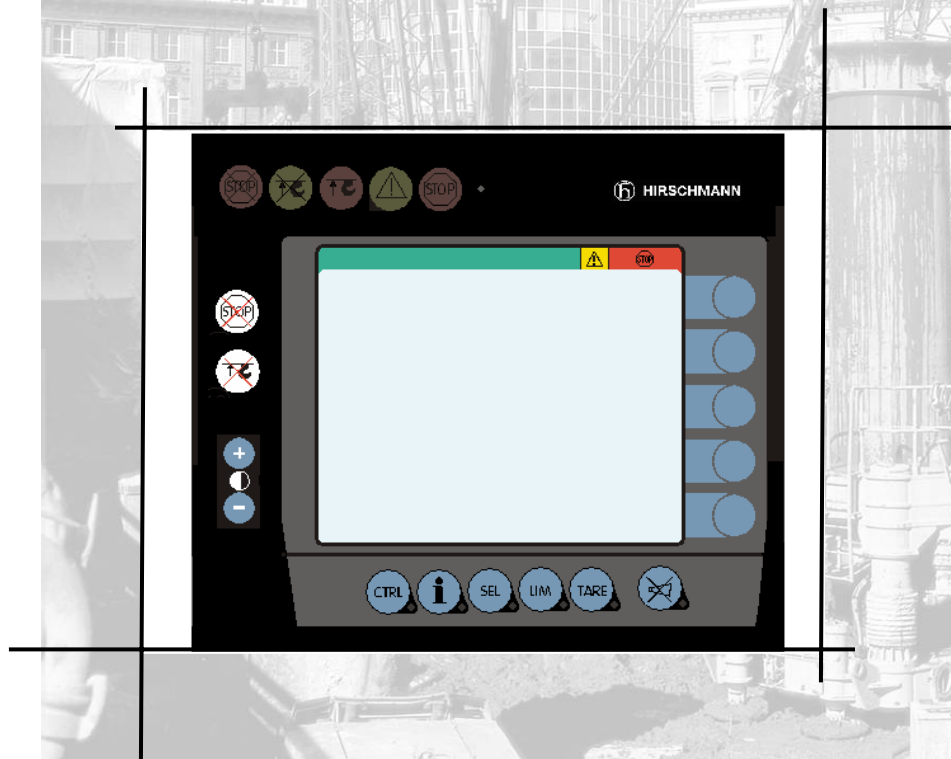 STOP STOP
HIRSCHMANN
STOP
STOP
+
-
CTRL i SEL LIM TARE